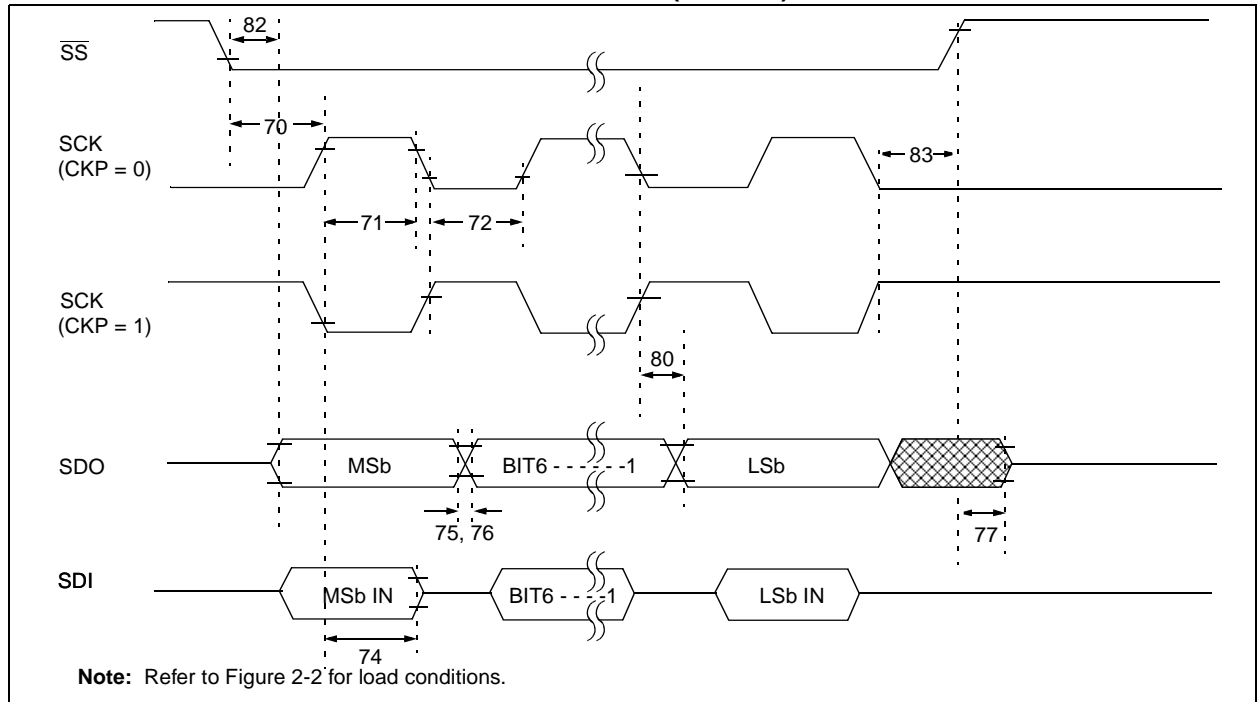 82
SS
70
SCK
(CKP = 0)
83
71
72
SCK
(CKP = 1)
80
SDO
MSb
BIT6 - - - - - -1
LSb
75, 76
77
SDI
MSb IN
BIT6 - - - -1
LSb IN
74
Note: Refer to Figure 2-2 for load conditions.